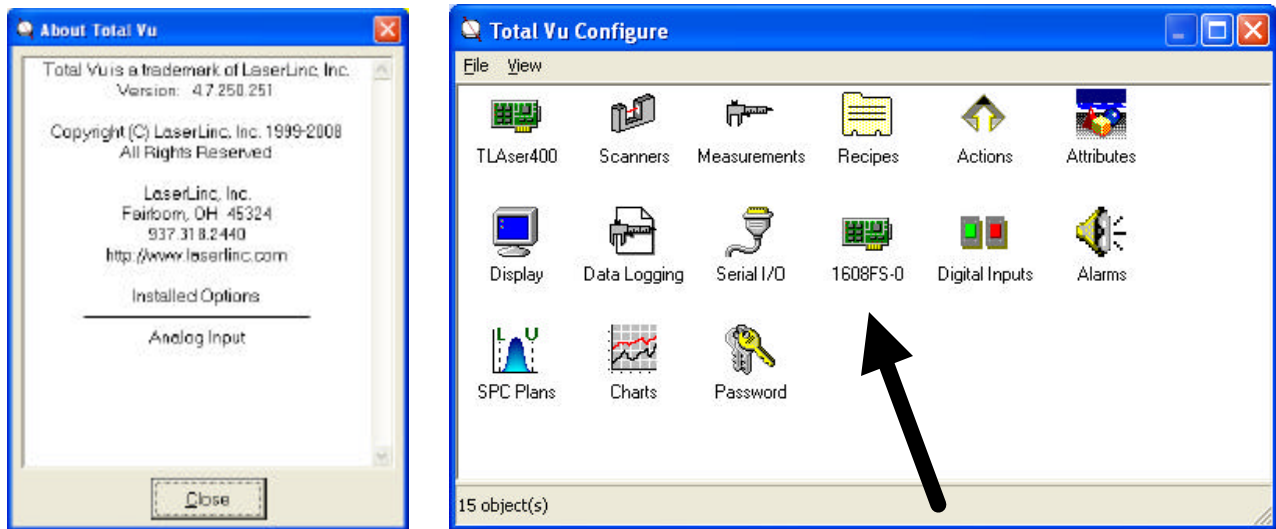 About Total Vu
Total Vu is a trademark of LaserLinc, Inc.
Version: 4.7.250.251
Copyright (C) LaserLinc, Inc. 1999-2008
All Rights Reserved
LaserLinc, Inc.
Fairborn, OH 45324
937.318.2440
http://www.laserlinc.com
Installed Options
Analog Input
Close
Total Vu Configure
File View
TLAser400 Scanners Measurements Recipes Actions Attributes
Display Data Logging Serial I/O 1608FS-0 Digital Inputs Alarms
L U
SPC Plans Charts Password
15 object(s)